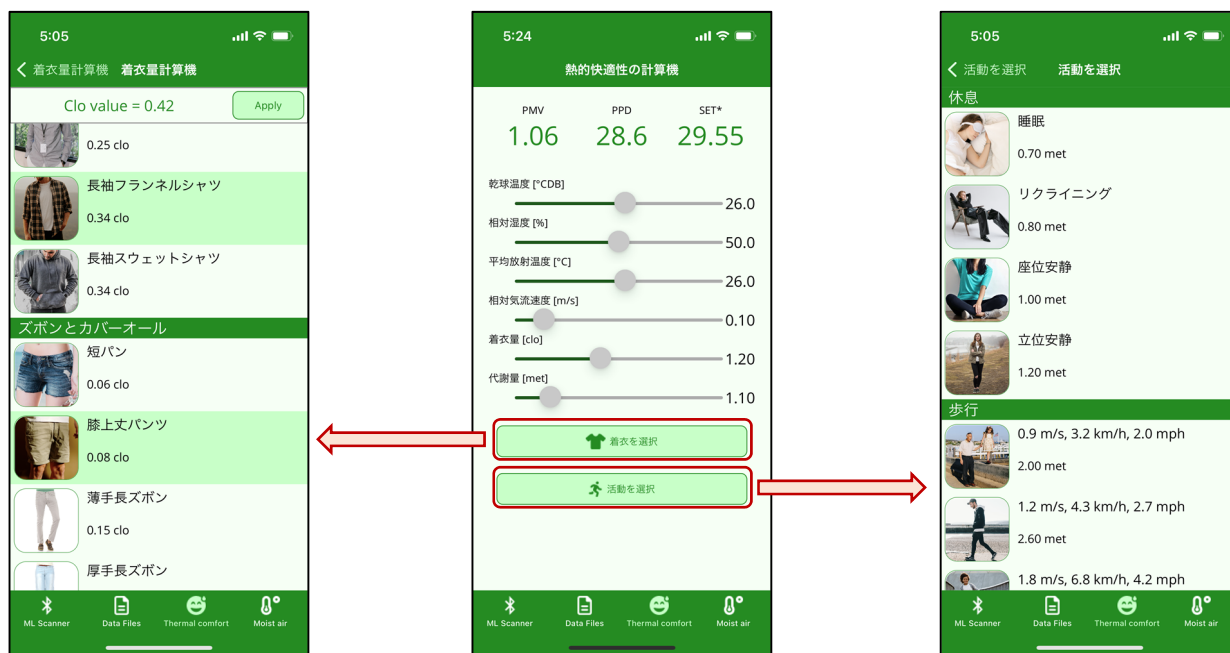 5:05
着衣量計算機 着衣量計算機
Clo value = 0.42
Apply
0.25 clo
長袖フランネルシャツ
0.34 clo
長袖スウェットシャツ
0.34 clo
ズボンとカバーオール
短パン
0.06 clo
膝上丈パンツ
0.08 clo
薄手長ズボン
0.15 clo
厚手長ズボン
ML Scanner
Data Files
Thermal comfort
Moist air
5:24
熱的快適性の計算機
PMV PPD SET*
1.06 28.6 29.55
乾球温度 [°CDB]
26.0
相対湿度 [%]
50.0
平均放射温度 [°C]
26.0
相対気流速度 [m/s]
0.10
着衣量 [clo]
1.20
代謝量 [met]
1.10
着衣を選択
活動を選択
ML Scanner
Data Files
Thermal comfort
Moist air
5:05
活動を選択 活動を選択
休息
睡眠
0.70 met
リクライニング
0.80 met
座位安静
1.00 met
立位安静
1.20 met
歩行
0.9 m/s, 3.2 km/h, 2.0 mph
2.00 met
1.2 m/s, 4.3 km/h, 2.7 mph
2.60 met
1.8 m/s, 6.8 km/h, 4.2 mph
ML Scanner
Data Files
Thermal comfort
Moist air